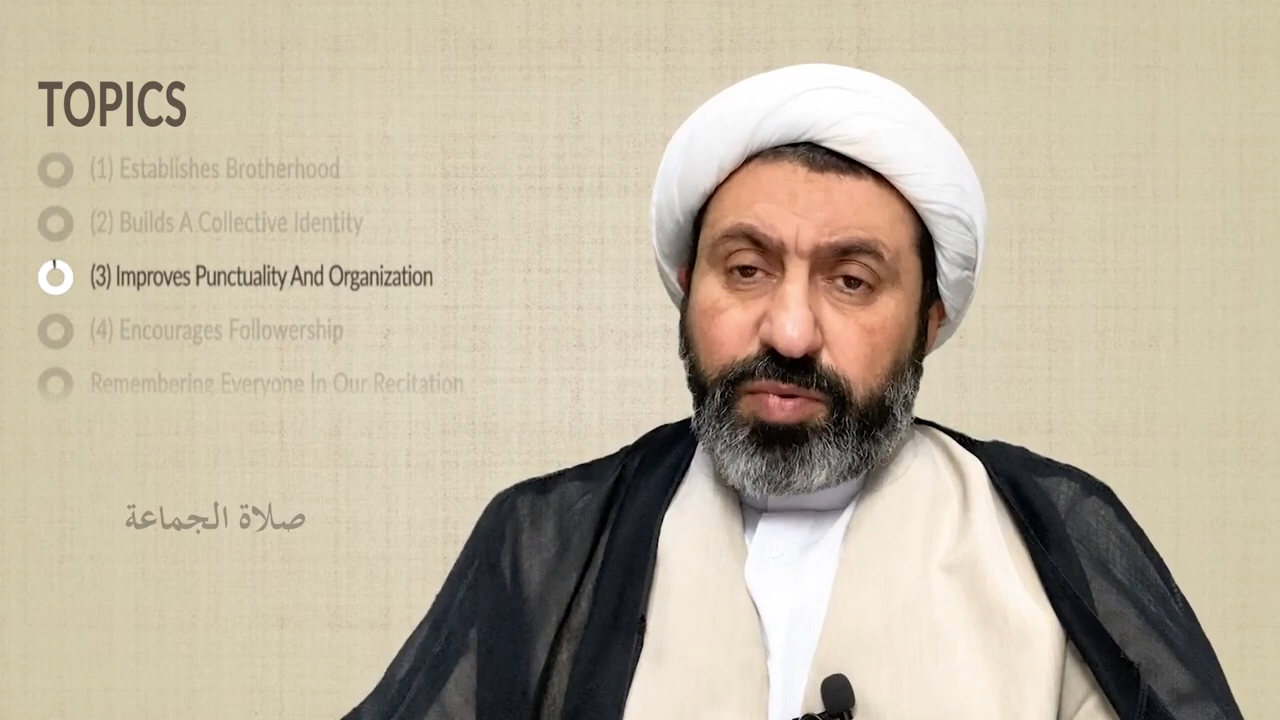 TOPICS
(1) Establishes Brotherhood
(2) Builds A Collective Identity
(3) Improves Punctuality And Organization
(4) Encourages Followership
Remembering Everyone In Our Recitation
صلاة الجماعة